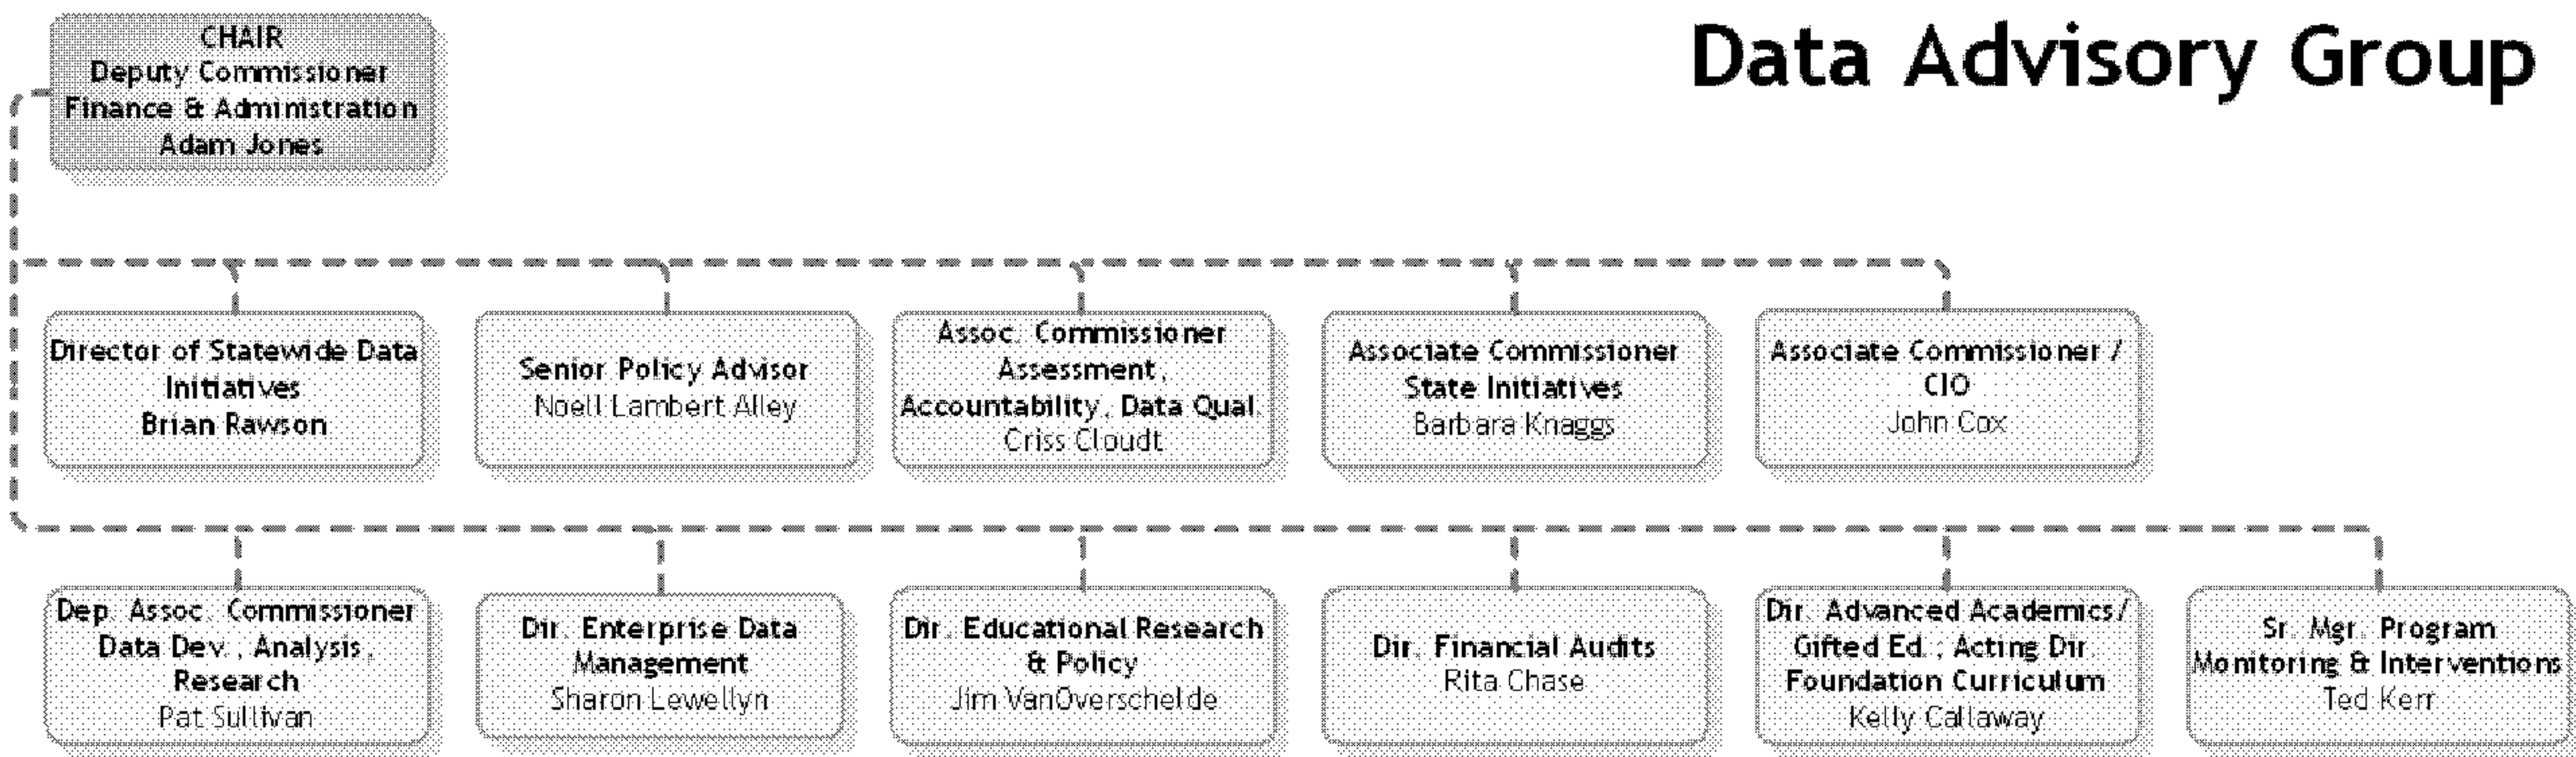 Data Advisory Group
CHAIR
Deputy Commissioner
Finance & Administration
Adam Jones
Director of Statewide Data
Initiatives
Brian Rawson
Senior Policy Advisor
Noell Lambert Alley
Assoc. Commissioner
Assessment,
Accountability, Data Qual.
Criss Cloudt
Associate Commissioner
State Initiatives
Barbara Knaggs
Associate Commissioner /
CIO
John Cox
Dep. Assoc. Commissioner
Data Dev., Analysis,
Research
Pat Sullivan
Dir. Enterprise Data
Management
Sharon Lewellyn
Dir. Educational Research
& Policy
Jim VanOverschelde
Dir. Financial Audits
Rita Chase
Dir. Advanced Academics/
Gifted Ed.; Acting Dir.
Foundation Curriculum
Kelly Callaway
Sr. Mgr. Program
Monitoring & Interventions
Ted Kerr